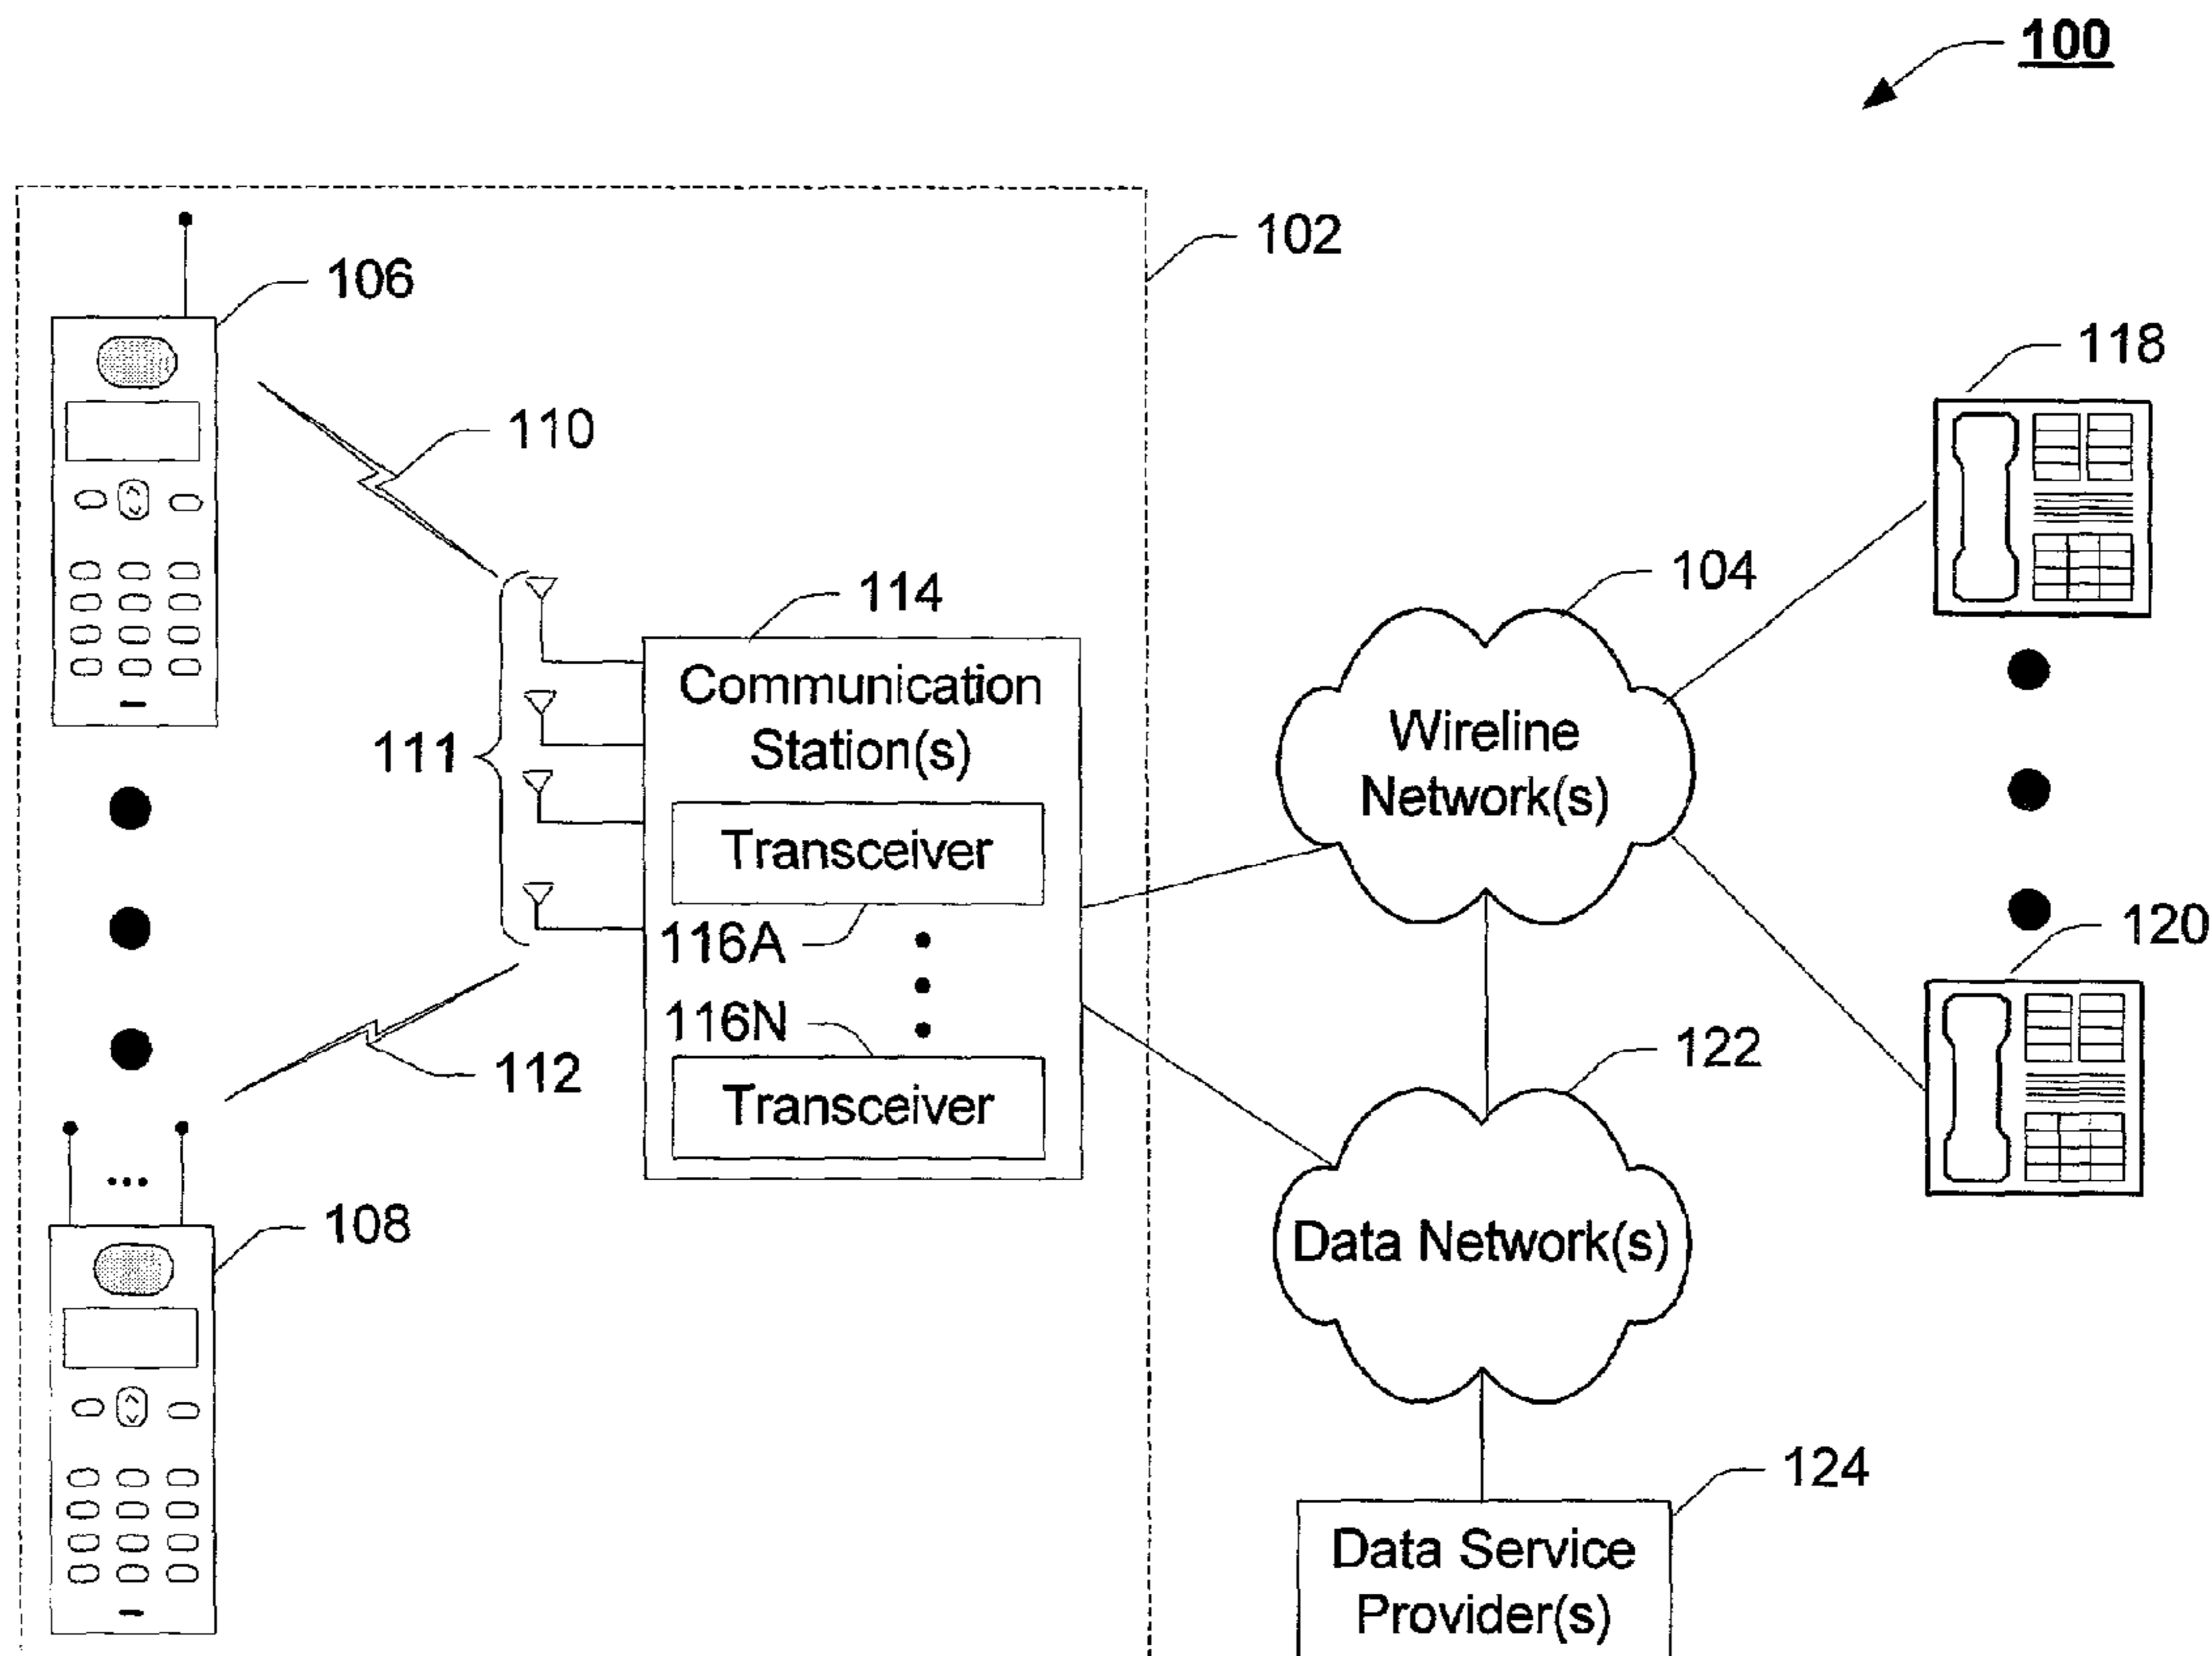 100
102
106
118
110
104
114
Communication
Station(s)
111
Wireline
Network(s)
Transceiver
116A
120
116N
122
112
Transceiver
108
Data Network(s)
124
Data Service
Provider(s)